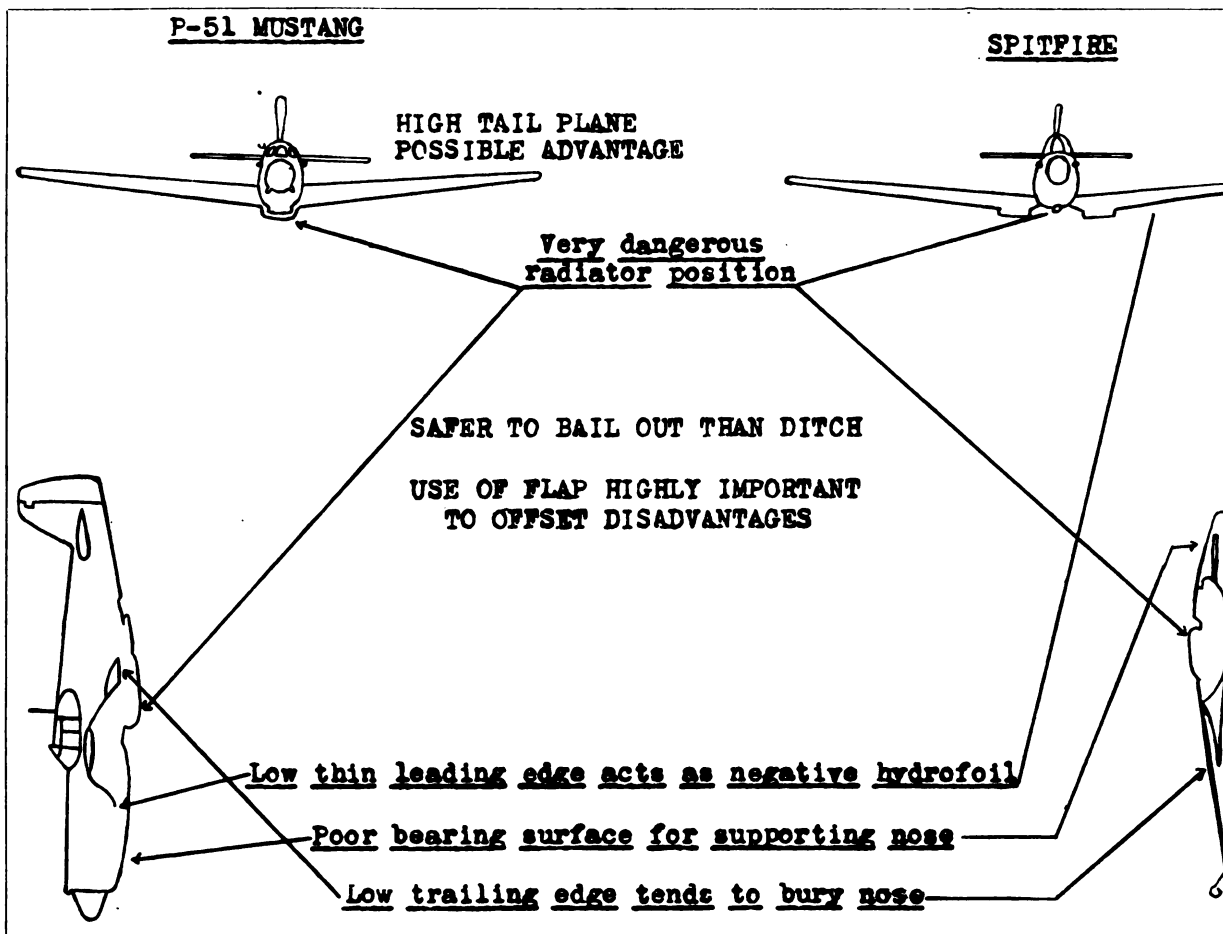 P-51 MUSTANG
SPITFIRE
HIGH TAIL PLANE
POSSIBLE ADVANTAGE
Very dangerous
radiator position
SAFER TO BAIL OUT THAN DITCH
USE OF FLAP HIGHLY IMPORTANT
TO OFFSET DISADVANTAGES
Low thin leading edge acts as negative hydrofoil
Poor bearing surface for supporting nose
Low trailing edge tends to bury nose